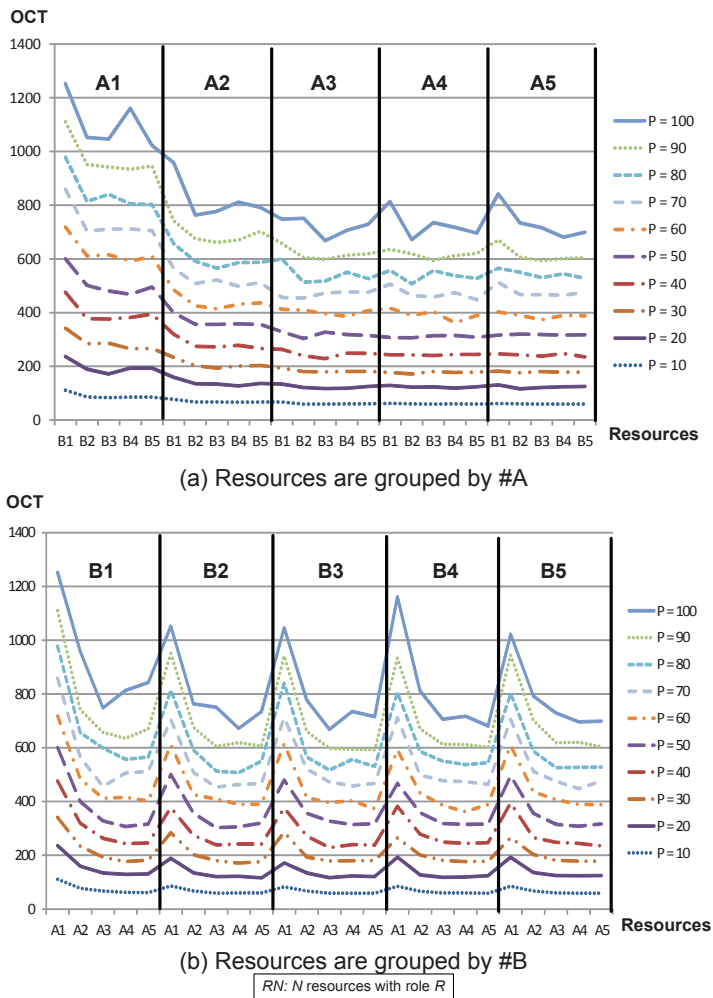 OCT
1400
1200
1000
800
600
400
200
0
A1 A2 A3 A4 A5
B1 B2 B3 B4 B5 B1 B2 B3 B4 B5 B1 B2 B3 B4 B5 B1 B2 B3 B4 B5 B1 B2 B3 B4 B5
Resources
P = 100
P = 90
P = 80
P = 70
P = 60
P = 50
P = 40
P = 30
P = 20
P = 10
(a) Resources are grouped by #A
OCT
1400
1200
1000
800
600
400
200
0
B1 B2 B3 B4 B5
A1 A2 A3 A4 A5 A1 A2 A3 A4 A5 A1 A2 A3 A4 A5 A1 A2 A3 A4 A5 A1 A2 A3 A4 A5
Resources
P = 100
P = 90
P = 80
P = 70
P = 60
P = 50
P = 40
P = 30
P = 20
P = 10
(b) Resources are grouped by #B
RN: N resources with role R